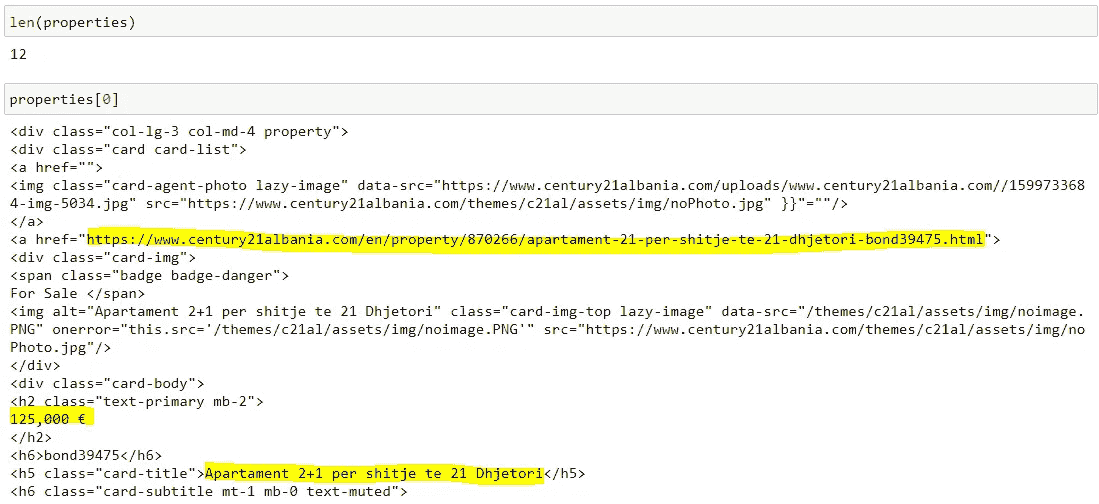 len(properties)
12
properties[0]
<div class="col-lg-3 col-md-4 property">
<div class="card card-list">
<a href="">
<img class="card-agent-photo lazy-image" data-src="https://www.century21albania.com/uploads/www.century21albania.com//159973368
4-img-5034.jpg" src="https://www.century21albania.com/themes/c21al/assets/img/noPhoto.jpg" }}"=""/>
</a>
<a href="https://www.century21albania.com/en/property/870266/apartament-21-per-shitje-te-21-dhjetori-bond39475.html">
<div class="card-img">
<span class="badge badge-danger">
For Sale </span>
<img alt="Apartament 2+1 per shitje te 21 Dhjetori" class="card-img-top lazy-image" data-src="/themes/c21al/assets/img/noimage.
PNG" onerror="this.src='/themes/c21al/assets/img/noimage.PNG'" src="https://www.century21albania.com/themes/c21al/assets/img/no
Photo.jpg"/>
</div>
<div class="card-body">
<h2 class="text-primary mb-2">
125,000 €
</h2>
<h6>bond39475</h6>
<h5 class="card-title">Apartament 2+1 per shitje te 21 Dhjetori</h5>
<h6 class="card-subtitle mt-1 mb-0 text-muted">